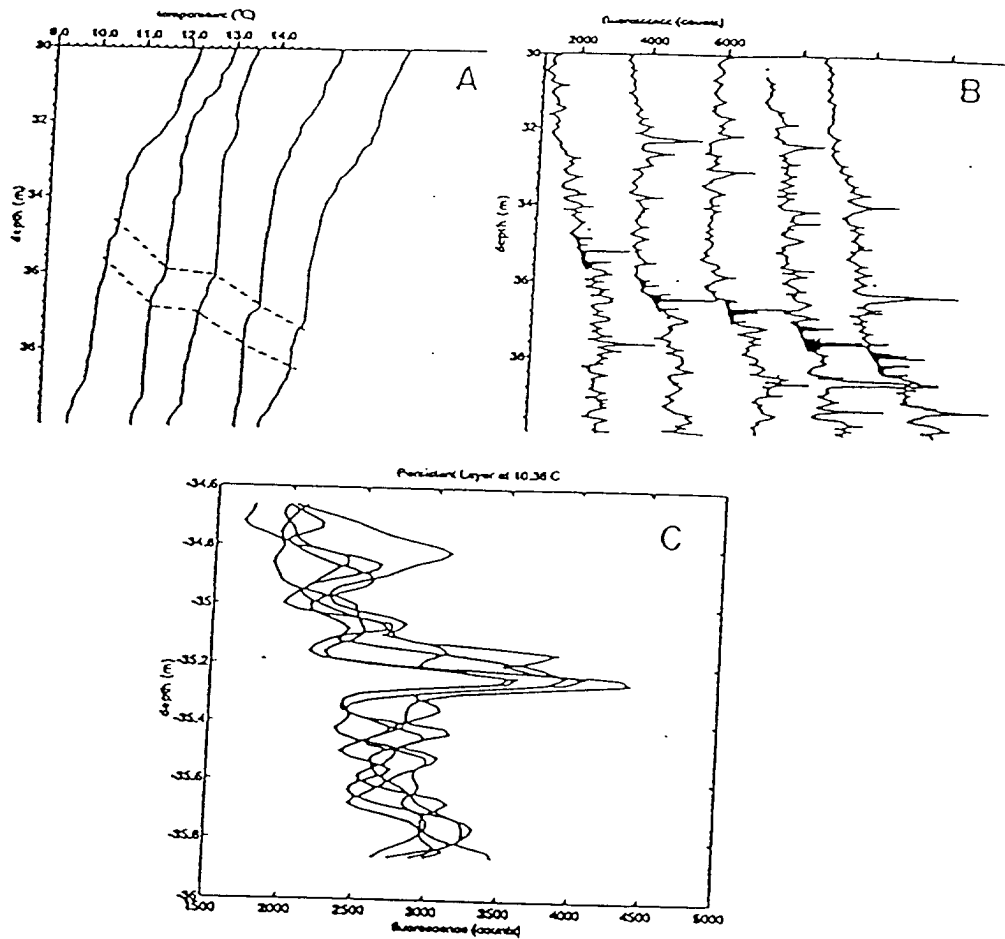 temperature (°C)
8.0 10.0 11.0 12.0 13.0 14.0
30
32
34
36
38
depth (m)
A
fluorescence (counts)
2000 4000 6000
30
32
34
36
38
depth (m)
B
Persistent Layer at 10.36 C
-34.6
-34.8
-35
-35.2
-35.4
-35.6
-35.8
-36
depth (m)
C
1500 2000 2500 3000 3500 4000 4500 5000
fluorescence (counts)